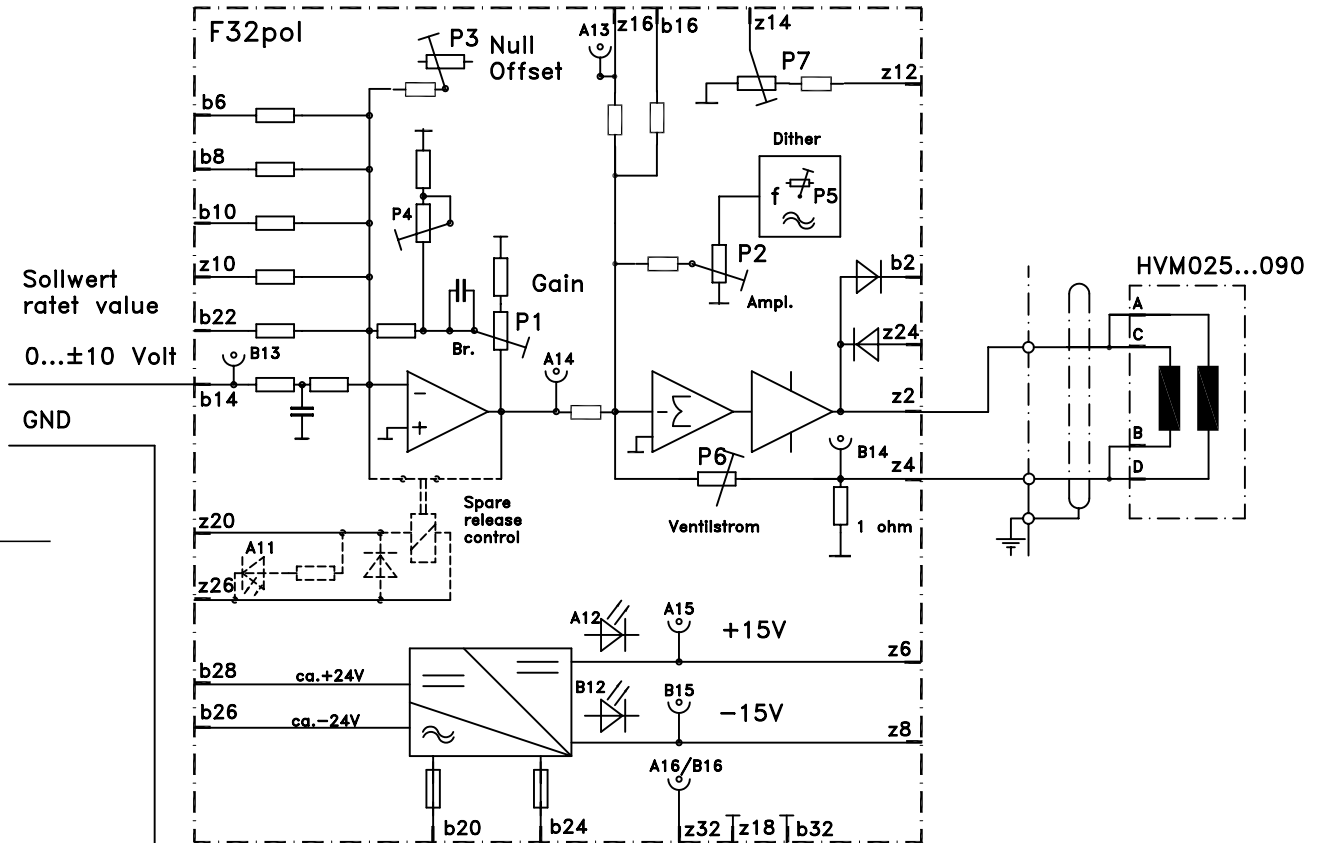 F32pol
P3
Null
Offset
A13
z16
b16
z14
P7
z12
b6
b8
b10
z10
b22
b14
P4
Dither
f
P5
P2
Ampl.
Gain
P1
Br.
b2
z24
z2
z4
HVM025...090
A
C
B
D
Sollwert
ratet value
0...±10 Volt
GND
B13
A14
−
+
−
Σ
P6
Ventilstrom
B14
1 ohm
Spare
release
control
z20
A11
z26
A12
A15
+15V
z6
b28
ca.+24V
b26
ca.−24V
B12
B15
−15V
z8
A16/B16
b20
b24
z32
z18
b32